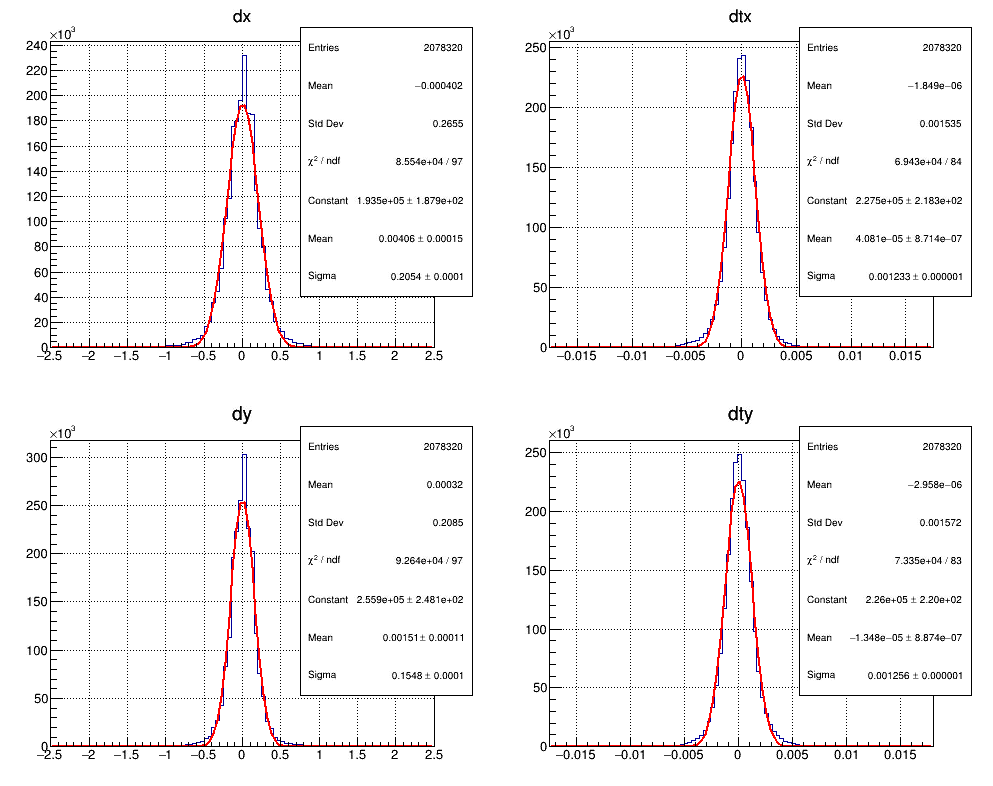 dx
×10³
240
220
200
180
160
140
120
100
80
60
40
20
0
−2.5 −2 −1.5 −1 −0.5 0 0.5 1 1.5 2 2.5
Entries 2078320
Mean −0.000402
Std Dev 0.2655
χ² / ndf 8.554e+04 / 97
Constant 1.935e+05 ± 1.879e+02
Mean 0.00406 ± 0.00015
Sigma 0.2054 ± 0.0001
dtx
×10³
250
200
150
100
50
0
−0.015 −0.01 −0.005 0 0.005 0.01 0.015
Entries 2078320
Mean −1.849e−06
Std Dev 0.001535
χ² / ndf 6.943e+04 / 84
Constant 2.275e+05 ± 2.183e+02
Mean 4.081e−05 ± 8.714e−07
Sigma 0.001233 ± 0.000001
dy
×10³
300
250
200
150
100
50
0
−2.5 −2 −1.5 −1 −0.5 0 0.5 1 1.5 2 2.5
Entries 2078320
Mean 0.00032
Std Dev 0.2085
χ² / ndf 9.264e+04 / 97
Constant 2.559e+05 ± 2.481e+02
Mean 0.00151 ± 0.00011
Sigma 0.1548 ± 0.0001
dty
×10³
250
200
150
100
50
0
−0.015 −0.01 −0.005 0 0.005 0.01 0.015
Entries 2078320
Mean −2.958e−06
Std Dev 0.001572
χ² / ndf 7.335e+04 / 83
Constant 2.26e+05 ± 2.20e+02
Mean −1.348e−05 ± 8.874e−07
Sigma 0.001256 ± 0.000001